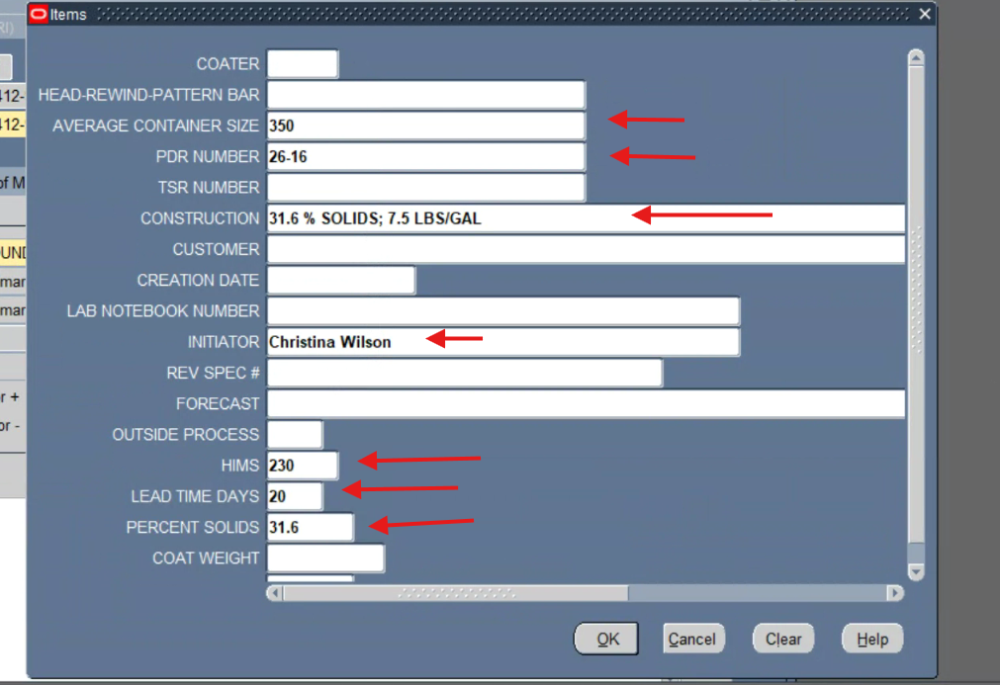 Items
RI)
COATER
412-
HEAD-REWIND-PATTERN BAR
412-
AVERAGE CONTAINER SIZE 350
PDR NUMBER 26-16
of M
TSR NUMBER
CONSTRUCTION 31.6 % SOLIDS; 7.5 LBS/GAL
OUND
CUSTOMER
mar
CREATION DATE
mar
LAB NOTEBOOK NUMBER
INITIATOR Christina Wilson
REV SPEC #
r +
FORECAST
or -
OUTSIDE PROCESS
HIMS 230
LEAD TIME DAYS 20
PERCENT SOLIDS 31.6
COAT WEIGHT
OK Cancel Clear Help